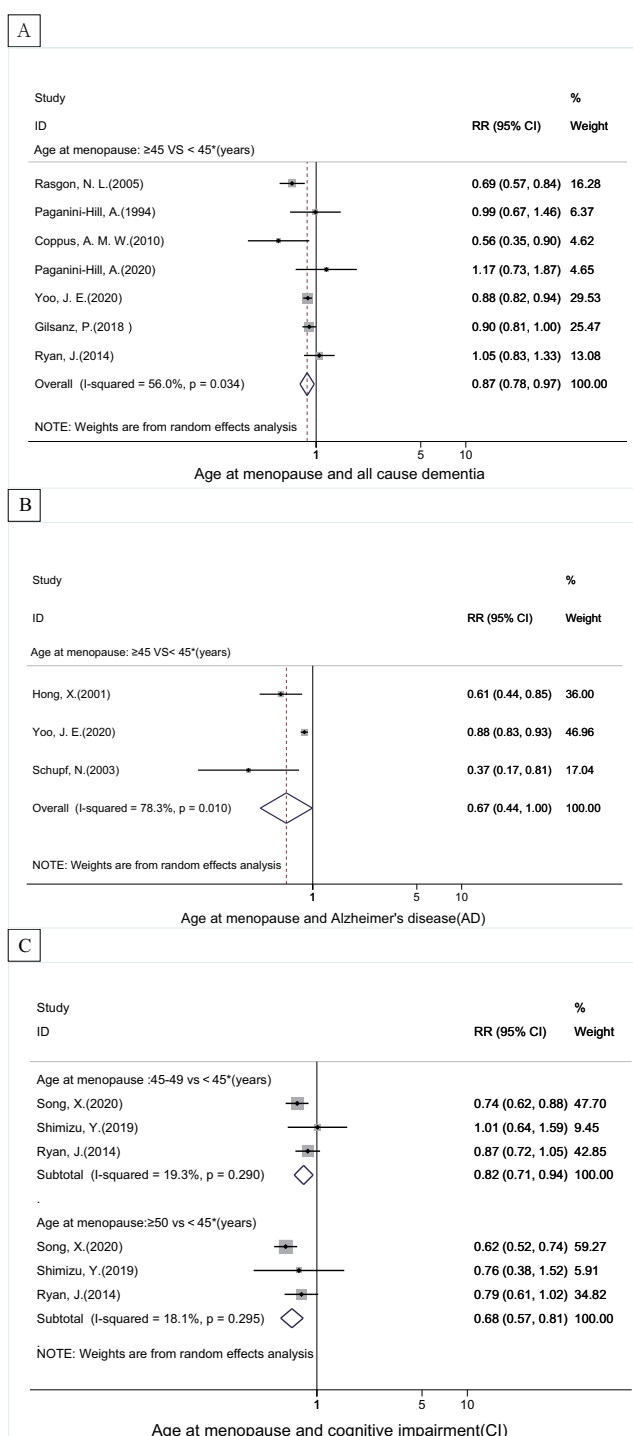 A
Study %
ID RR (95% CI) Weight
Age at menopause: ≥45 VS < 45*(years)
Rasgon, N. L.(2005) 0.69 (0.57, 0.84) 16.28
Paganini-Hill, A.(1994) 0.99 (0.67, 1.46) 6.37
Coppus, A. M. W.(2010) 0.56 (0.35, 0.90) 4.62
Paganini-Hill, A.(2020) 1.17 (0.73, 1.87) 4.65
Yoo, J. E.(2020) 0.88 (0.82, 0.94) 29.53
Gilsanz, P.(2018 ) 0.90 (0.81, 1.00) 25.47
Ryan, J.(2014) 1.05 (0.83, 1.33) 13.08
Overall (I-squared = 56.0%, p = 0.034) 0.87 (0.78, 0.97) 100.00
NOTE: Weights are from random effects analysis
1 5 10
Age at menopause and all cause dementia
B
Study %
ID RR (95% CI) Weight
Age at menopause: ≥45 VS< 45*(years)
Hong, X.(2001) 0.61 (0.44, 0.85) 36.00
Yoo, J. E.(2020) 0.88 (0.83, 0.93) 46.96
Schupf, N.(2003) 0.37 (0.17, 0.81) 17.04
Overall (I-squared = 78.3%, p = 0.010) 0.67 (0.44, 1.00) 100.00
NOTE: Weights are from random effects analysis
1 5 10
Age at menopause and Alzheimer's disease(AD)
C
Study %
ID RR (95% CI) Weight
Age at menopause :45-49 vs < 45*(years)
Song, X.(2020) 0.74 (0.62, 0.88) 47.70
Shimizu, Y.(2019) 1.01 (0.64, 1.59) 9.45
Ryan, J.(2014) 0.87 (0.72, 1.05) 42.85
Subtotal (I-squared = 19.3%, p = 0.290) 0.82 (0.71, 0.94) 100.00
.
Age at menopause:≥50 vs < 45*(years)
Song, X.(2020) 0.62 (0.52, 0.74) 59.27
Shimizu, Y.(2019) 0.76 (0.38, 1.52) 5.91
Ryan, J.(2014) 0.79 (0.61, 1.02) 34.82
Subtotal (I-squared = 18.1%, p = 0.295) 0.68 (0.57, 0.81) 100.00
.
NOTE: Weights are from random effects analysis
1 5 10
Age at menopause and cognitive impairment(CI)